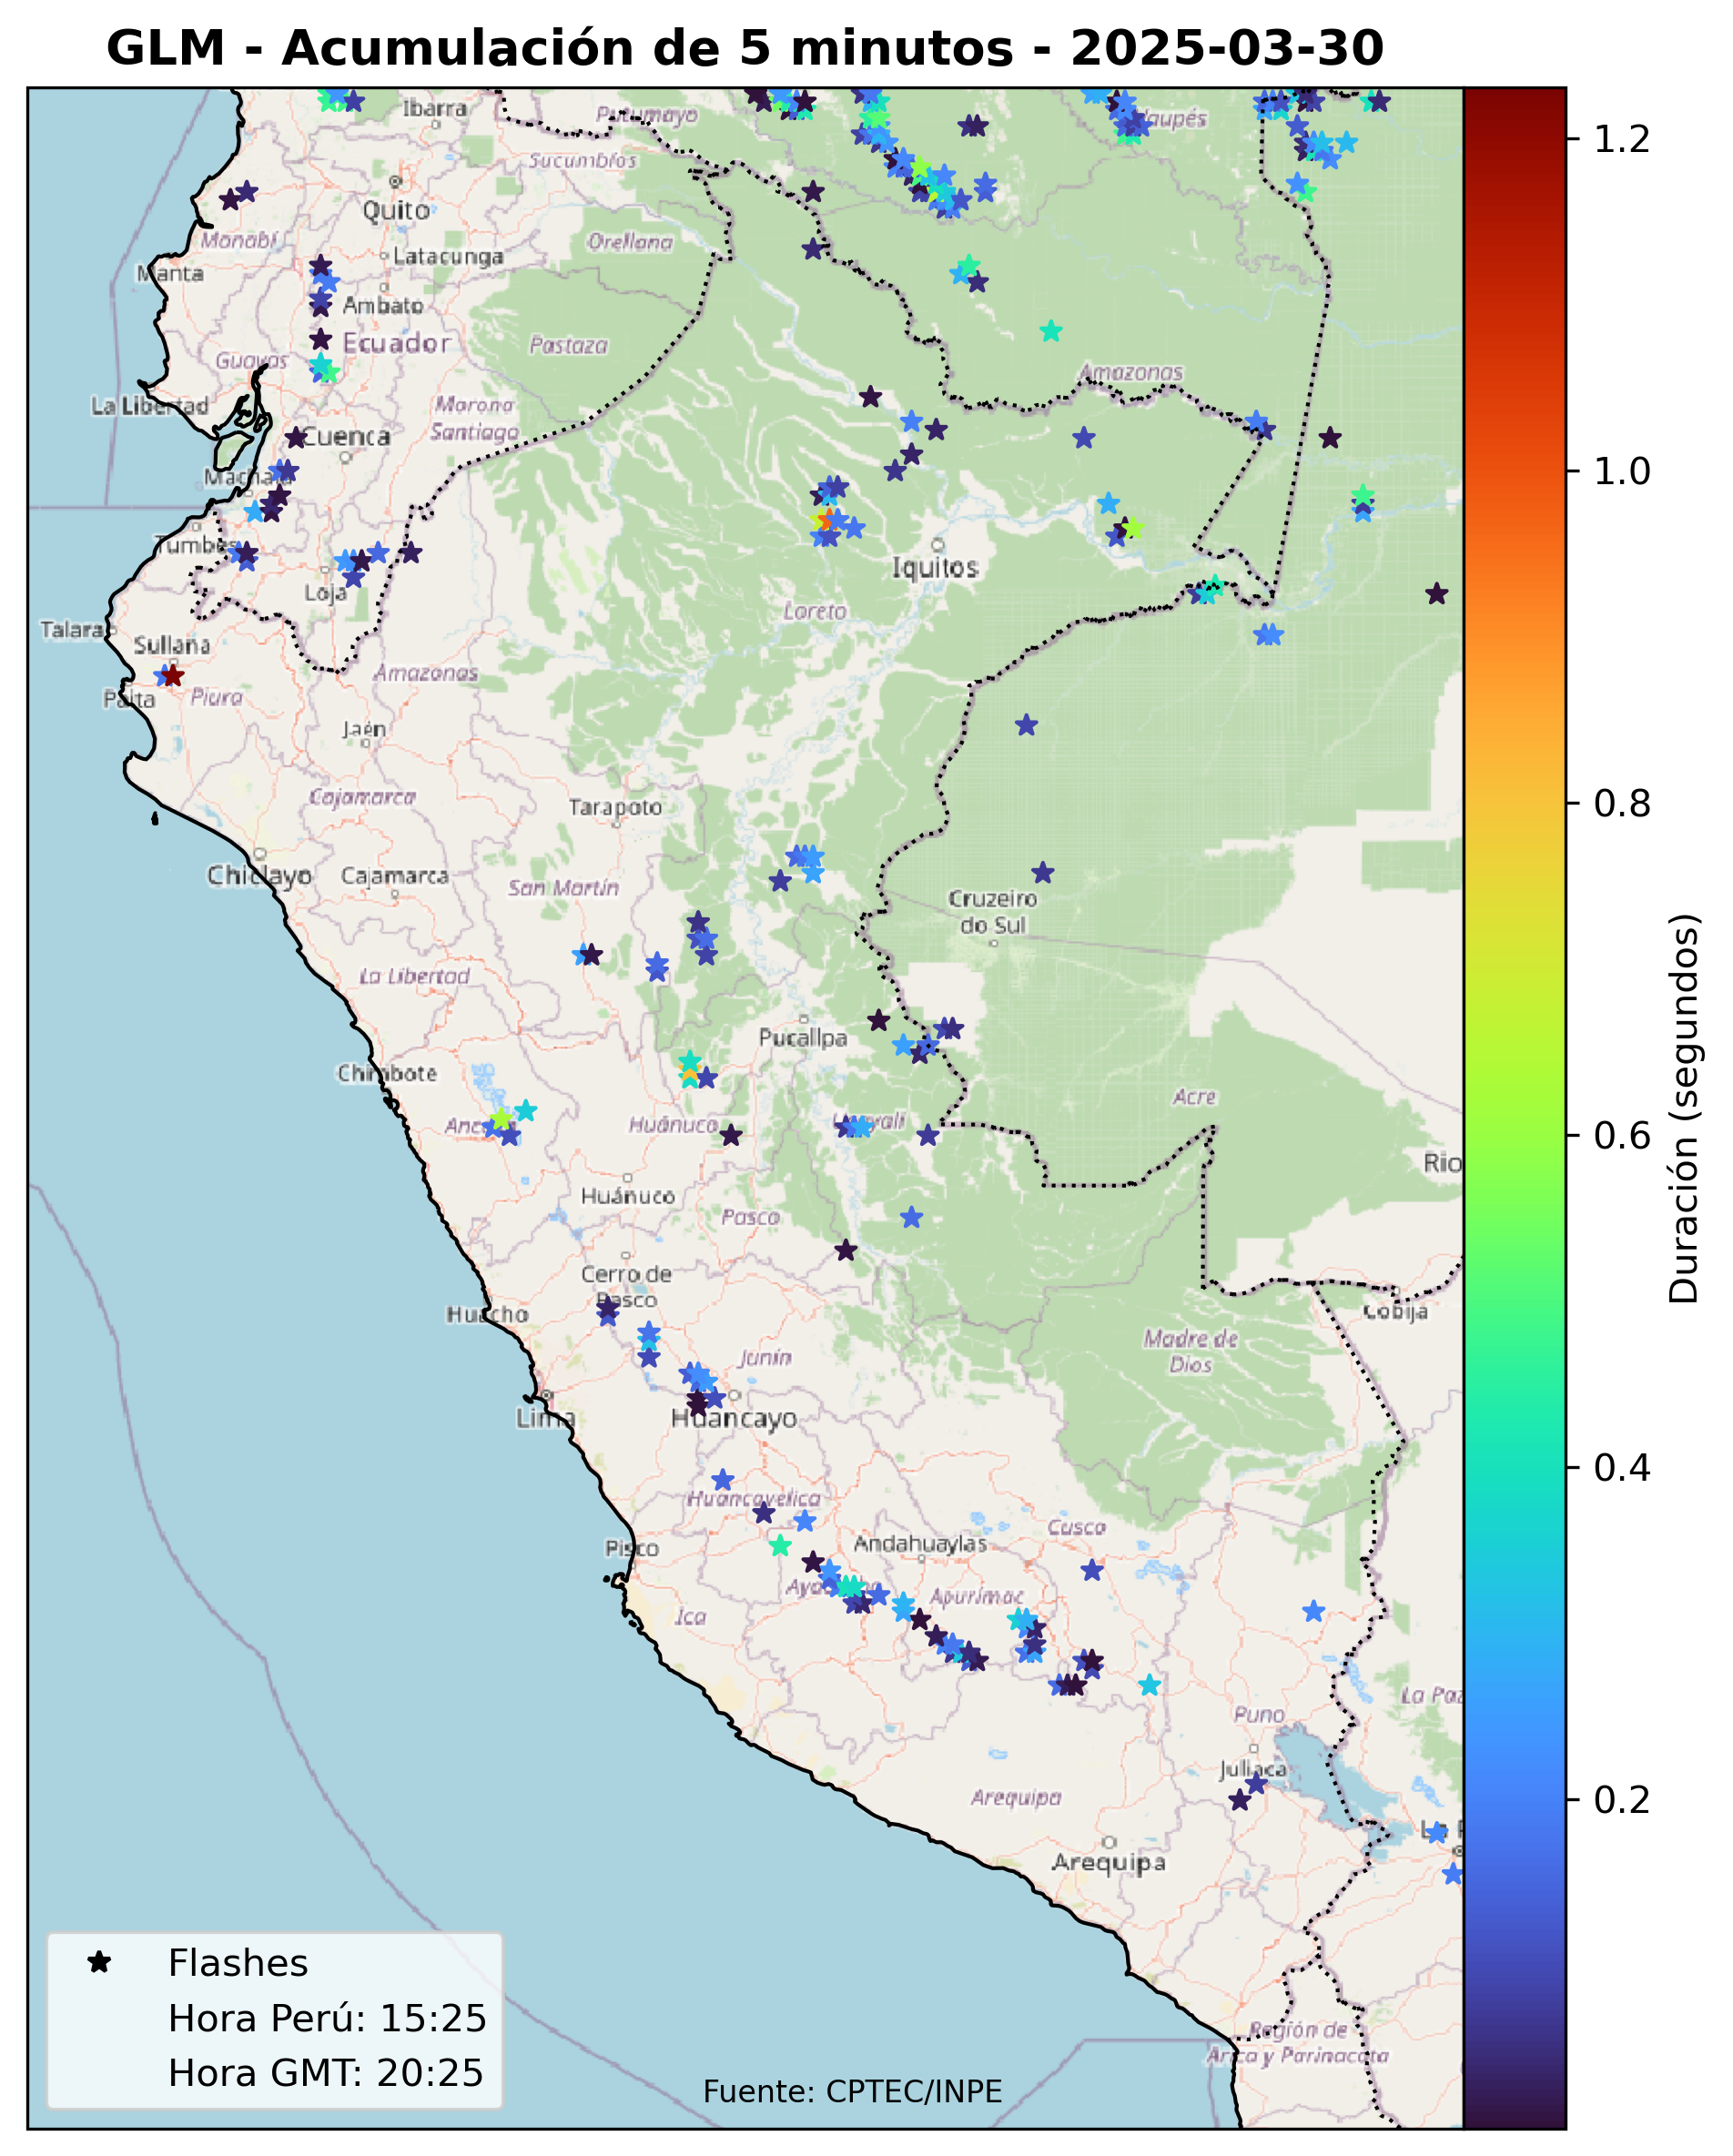 GLM - Acumulación de 5 minutos - 2025-03-30
Ibarra
Putumayo
Vaupés
Sucumbíos
Quito
Manabí
Orellana
Latacunga
Manta
Ambato
Ecuador
Guayas
Pastaza
Amazonas
La Libertad
Morona
Santiago
Cuenca
Machala
Tumbes
Iquitos
Loja
Loreto
Talara
Sullana
Amazonas
Paita
Piura
Jaén
Cajamarca
Tarapoto
Chiclayo
Cajamarca
San Martín
Cruzeiro
do Sul
La Libertad
Pucallpa
Chimbote
Acre
Huánuco
Ucayali
Rio
Huánuco
Pasco
Cerro de
Pasco
Huacho
Cobija
Madre de
Dios
Junín
Lima
Huancayo
Huancavelica
Cusco
Pisco
Andahuaylas
Apurímac
Ica
La Paz
Puno
Juliaca
Arequipa
Arequipa
Región de
Arica y Parinacota
Flashes
Hora Perú: 15:25
Hora GMT: 20:25
Fuente: CPTEC/INPE
1.2
1.0
0.8
0.6
0.4
0.2
Duración (segundos)